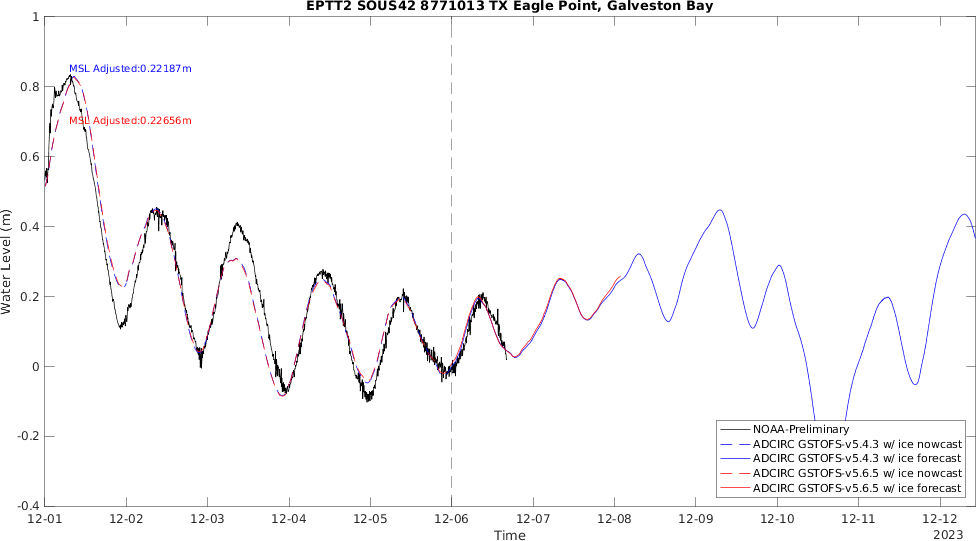 EPTT2 SOUS42 8771013 TX Eagle Point, Galveston Bay
1
0.8
0.6
0.4
0.2
0
-0.2
-0.4
Water Level (m)
MSL Adjusted:0.22187m
MSL Adjusted:0.22656m
NOAA-Preliminary
ADCIRC GSTOFS-v5.4.3 w/ ice nowcast
ADCIRC GSTOFS-v5.4.3 w/ ice forecast
ADCIRC GSTOFS-v5.6.5 w/ ice nowcast
ADCIRC GSTOFS-v5.6.5 w/ ice forecast
12-01 12-02 12-03 12-04 12-05 12-06 12-07 12-08 12-09 12-10 12-11 12-12
Time
2023